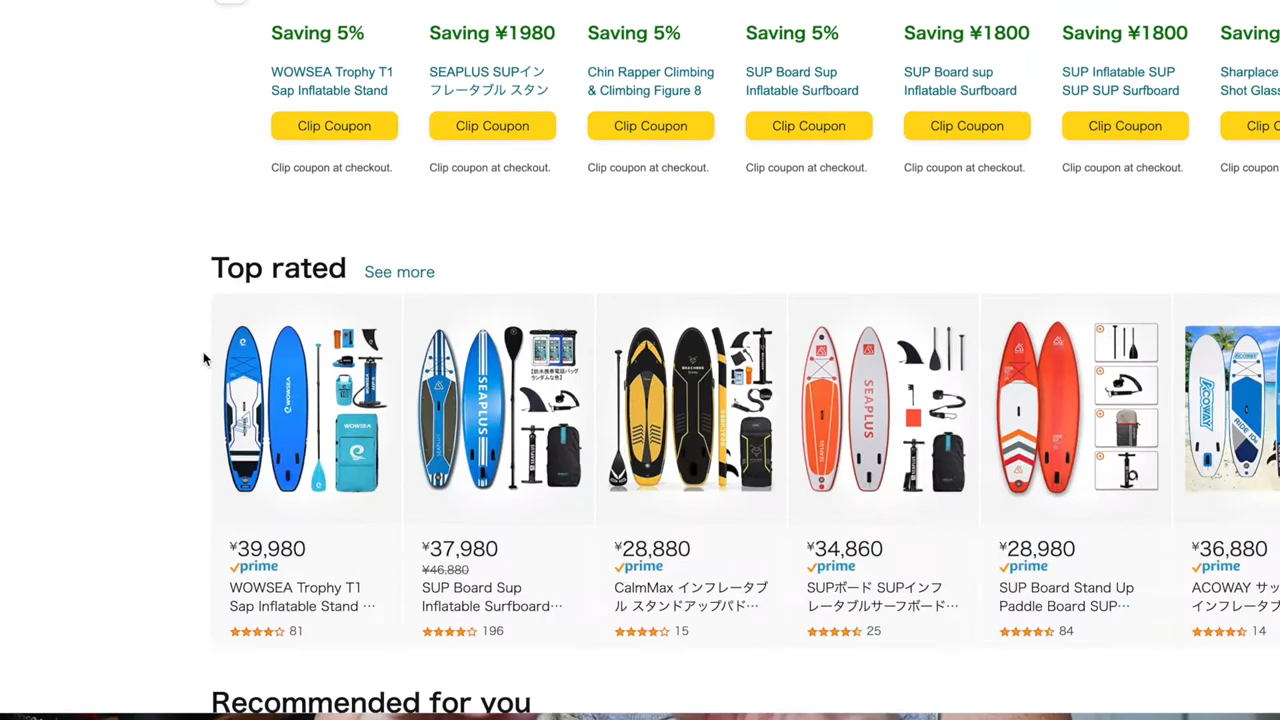 Saving 5% Saving ¥1980 Saving 5% Saving 5% Saving ¥1800 Saving ¥1800 Saving
WOWSEA Trophy T1 SEAPLUS SUPイン Chin Rapper Climbing SUP Board Sup SUP Board sup SUP Inflatable SUP Sharplace
Sap Inflatable Stand フレータブル スタン & Climbing Figure 8 Inflatable Surfboard Inflatable Surfboard SUP SUP Surfboard Shot Glass
Clip Coupon Clip Coupon Clip Coupon Clip Coupon Clip Coupon Clip Coupon Clip C
Clip coupon at checkout. Clip coupon at checkout. Clip coupon at checkout. Clip coupon at checkout. Clip coupon at checkout. Clip coupon at checkout. Clip coupon
Top rated See more
WOWSEA
WOWSEA
SEAPLUS
SEAPLUS
SEAPLUS
SEAPLUS
ACOWAY
ACOWAY
¥39,980 ¥37,980 ¥28,880 ¥34,860 ¥28,980 ¥36,880
prime ¥46,880 prime prime prime prime
WOWSEA Trophy T1 SUP Board Sup CalmMax インフレータブ SUPボード SUPインフ SUP Board Stand Up ACOWAY サッ
Sap Inflatable Stand ··· Inflatable Surfboard··· ル スタンドアップパド··· レータブルサーフボード··· Paddle Board SUP··· インフレータブ
81 196 15 25 84 14
Recommended for you